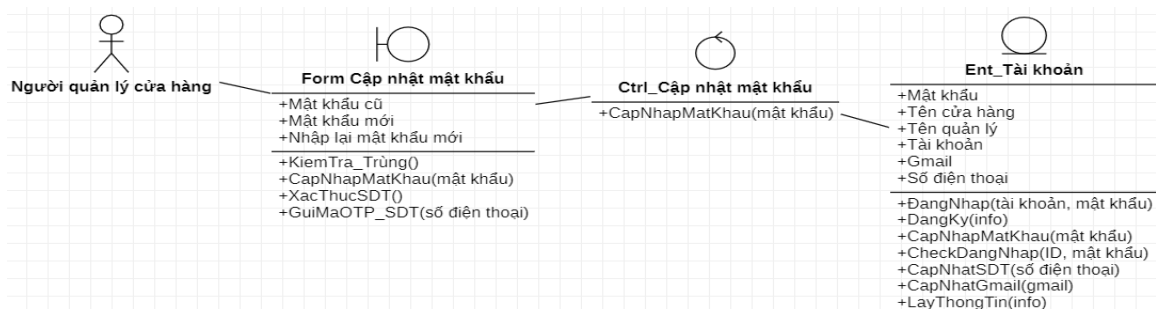 Người quản lý cửa hàng
Form Cập nhật mật khẩu
+Mật khẩu cũ
+Mật khẩu mới
+Nhập lại mật khẩu mới
+KiemTra_Trùng()
+CapNhapMatKhau(mật khẩu)
+XacThucSDT()
+GuiMaOTP_SDT(số điện thoại)
Ctrl_Cập nhật mật khẩu
+CapNhapMatKhau(mật khẩu)
Ent_Tài khoản
+Mật khẩu
+Tên cửa hàng
+Tên quản lý
+Tài khoản
+Gmail
+Số điện thoại
+ĐangNhap(tài khoản, mật khẩu)
+DangKy(info)
+CapNhapMatKhau(mật khẩu)
+CheckDangNhap(ID, mật khẩu)
+CapNhatSDT(số điện thoại)
+CapNhatGmail(gmail)
+LayThongTin(info)